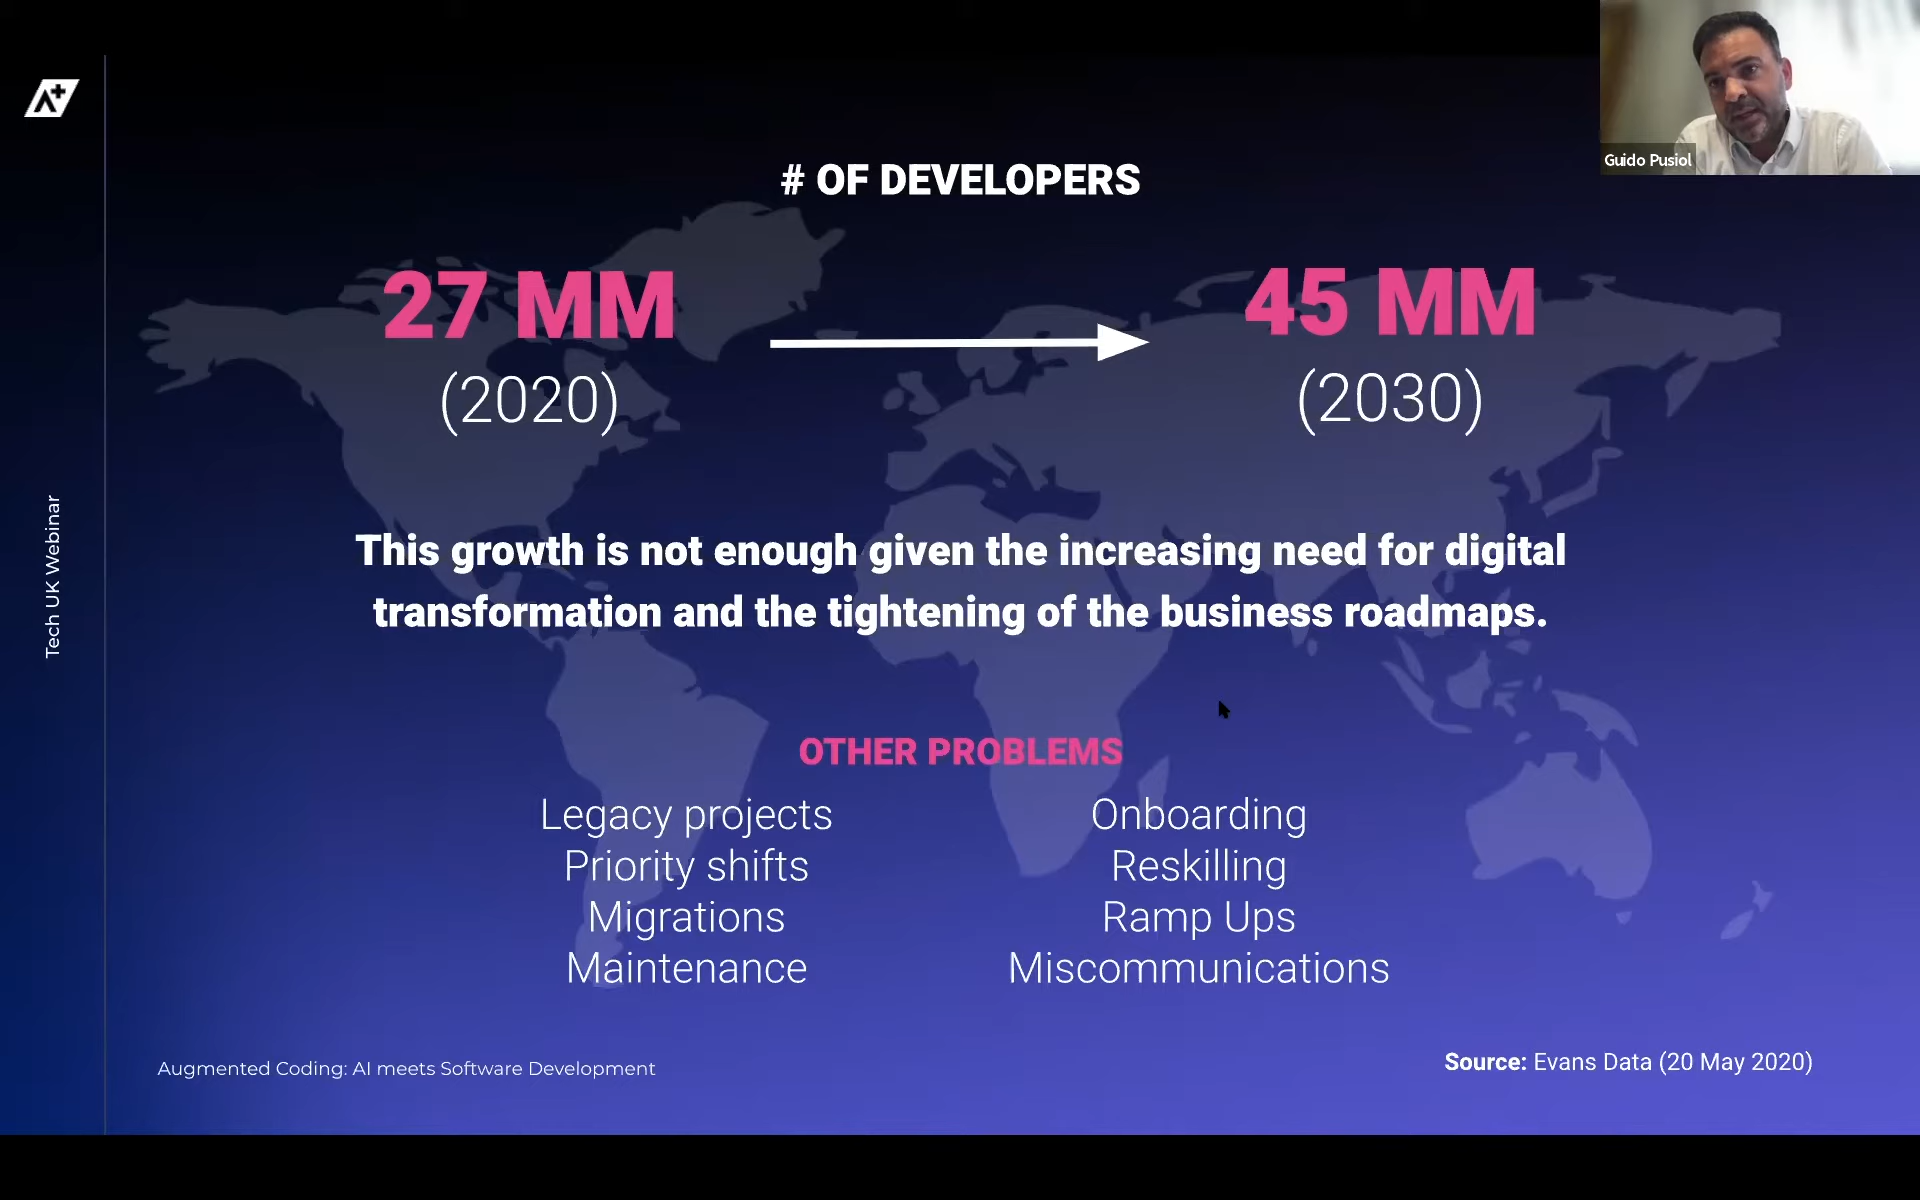 Guido Pusiol
# OF DEVELOPERS
27 MM
(2020)
45 MM
(2030)
This growth is not enough given the increasing need for digital
transformation and the tightening of the business roadmaps.
OTHER PROBLEMS
Legacy projects
Priority shifts
Migrations
Maintenance
Onboarding
Reskilling
Ramp Ups
Miscommunications
Tech UK Webinar
Augmented Coding: AI meets Software Development
Source: Evans Data (20 May 2020)